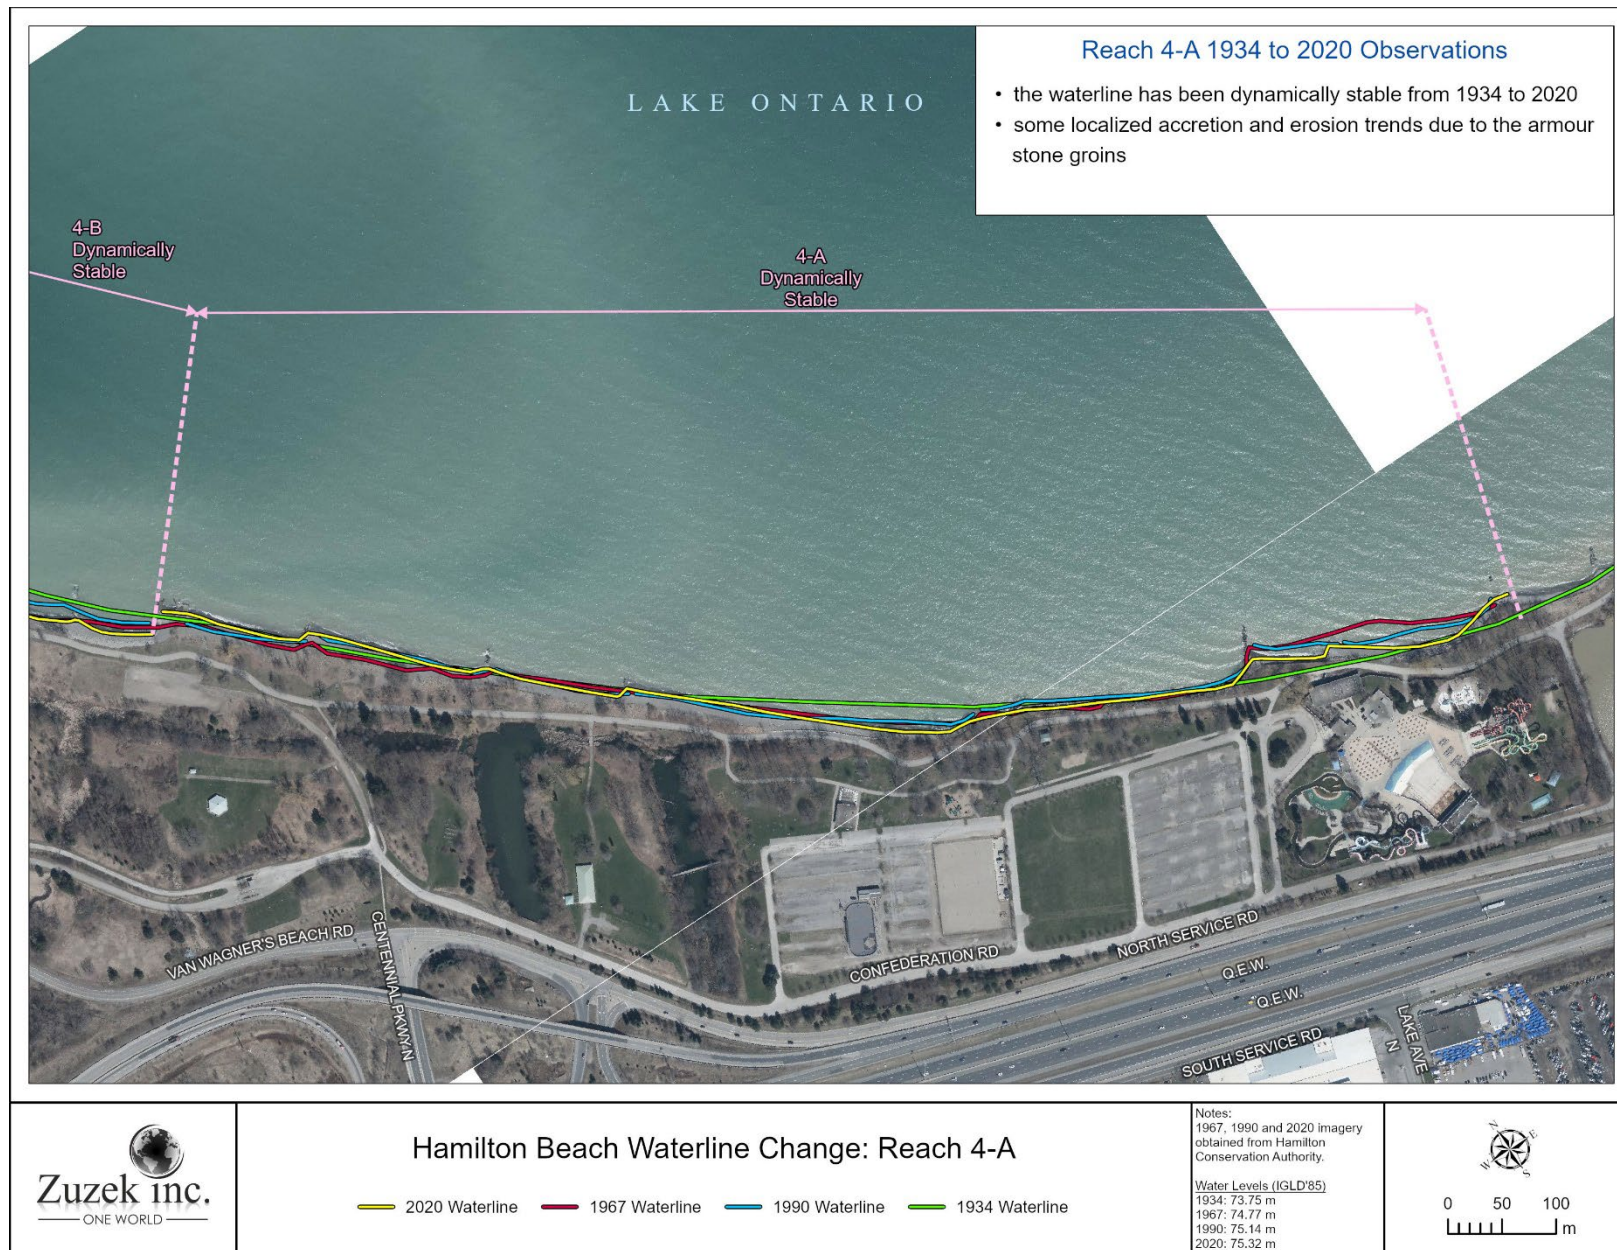 Reach 4-A 1934 to 2020 Observations
• the waterline has been dynamically stable from 1934 to 2020
• some localized accretion and erosion trends due to the armour
stone groins
LAKE ONTARIO
4-B
Dynamically
Stable
4-A
Dynamically
Stable
VAN WAGNER'S BEACH RD
CENTENNIAL PKWY N
CONFEDERATION RD
NORTH SERVICE RD
Q.E.W.
Q.E.W.
SOUTH SERVICE RD
LAKE AVE
N
Zuzek inc.
ONE WORLD
Hamilton Beach Waterline Change: Reach 4-A
2020 Waterline 1967 Waterline 1990 Waterline 1934 Waterline
Notes:
1967, 1990 and 2020 imagery
obtained from Hamilton
Conservation Authority.
Water Levels (IGLD'85)
1934: 73.75 m
1967: 74.77 m
1990: 75.14 m
2020: 75.32 m
N
E
W
S
0 50 100
m